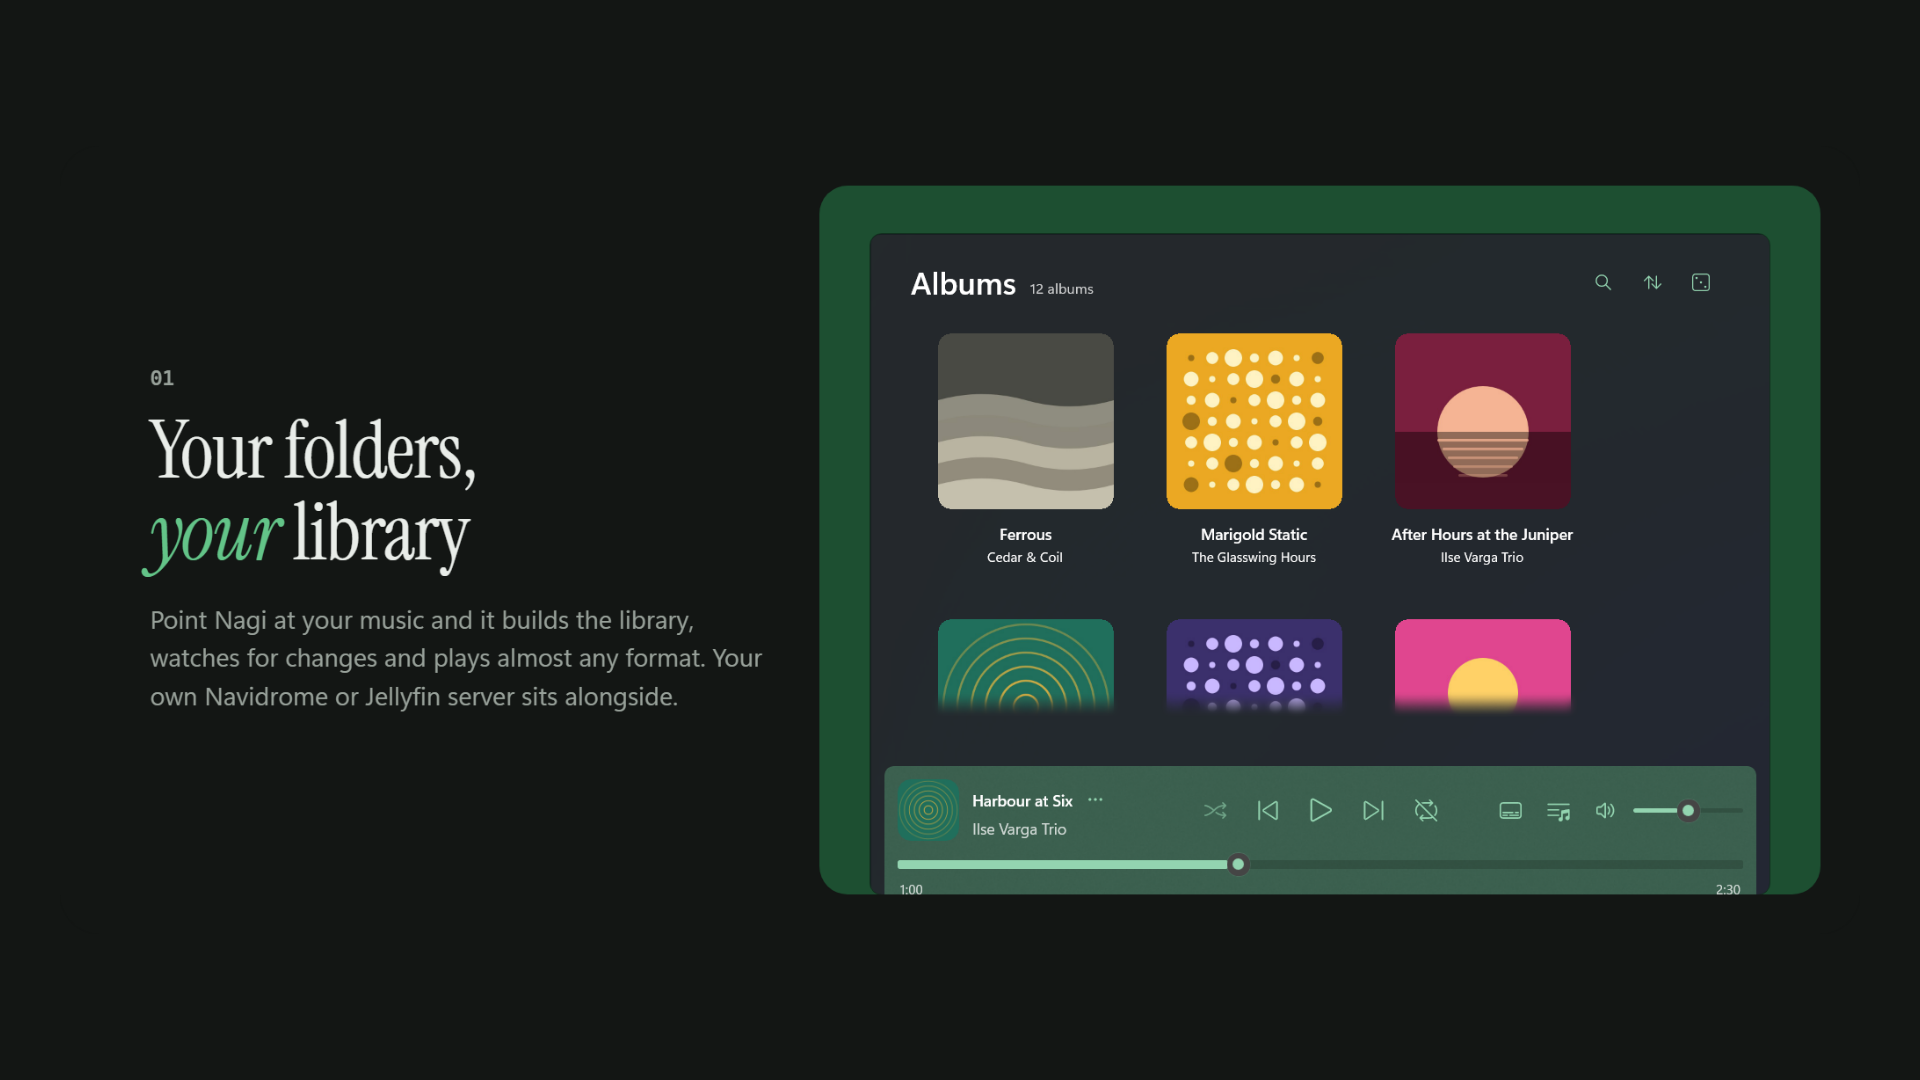 01
Your folders,
your library
Point Nagi at your music and it builds the library,
watches for changes and plays almost any format. Your
own Navidrome or Jellyfin server sits alongside.
Albums 12 albums
Ferrous
Cedar & Coil
Marigold Static
The Glasswing Hours
After Hours at the Juniper
Ilse Varga Trio
Harbour at Six
Ilse Varga Trio
1:00
2:30